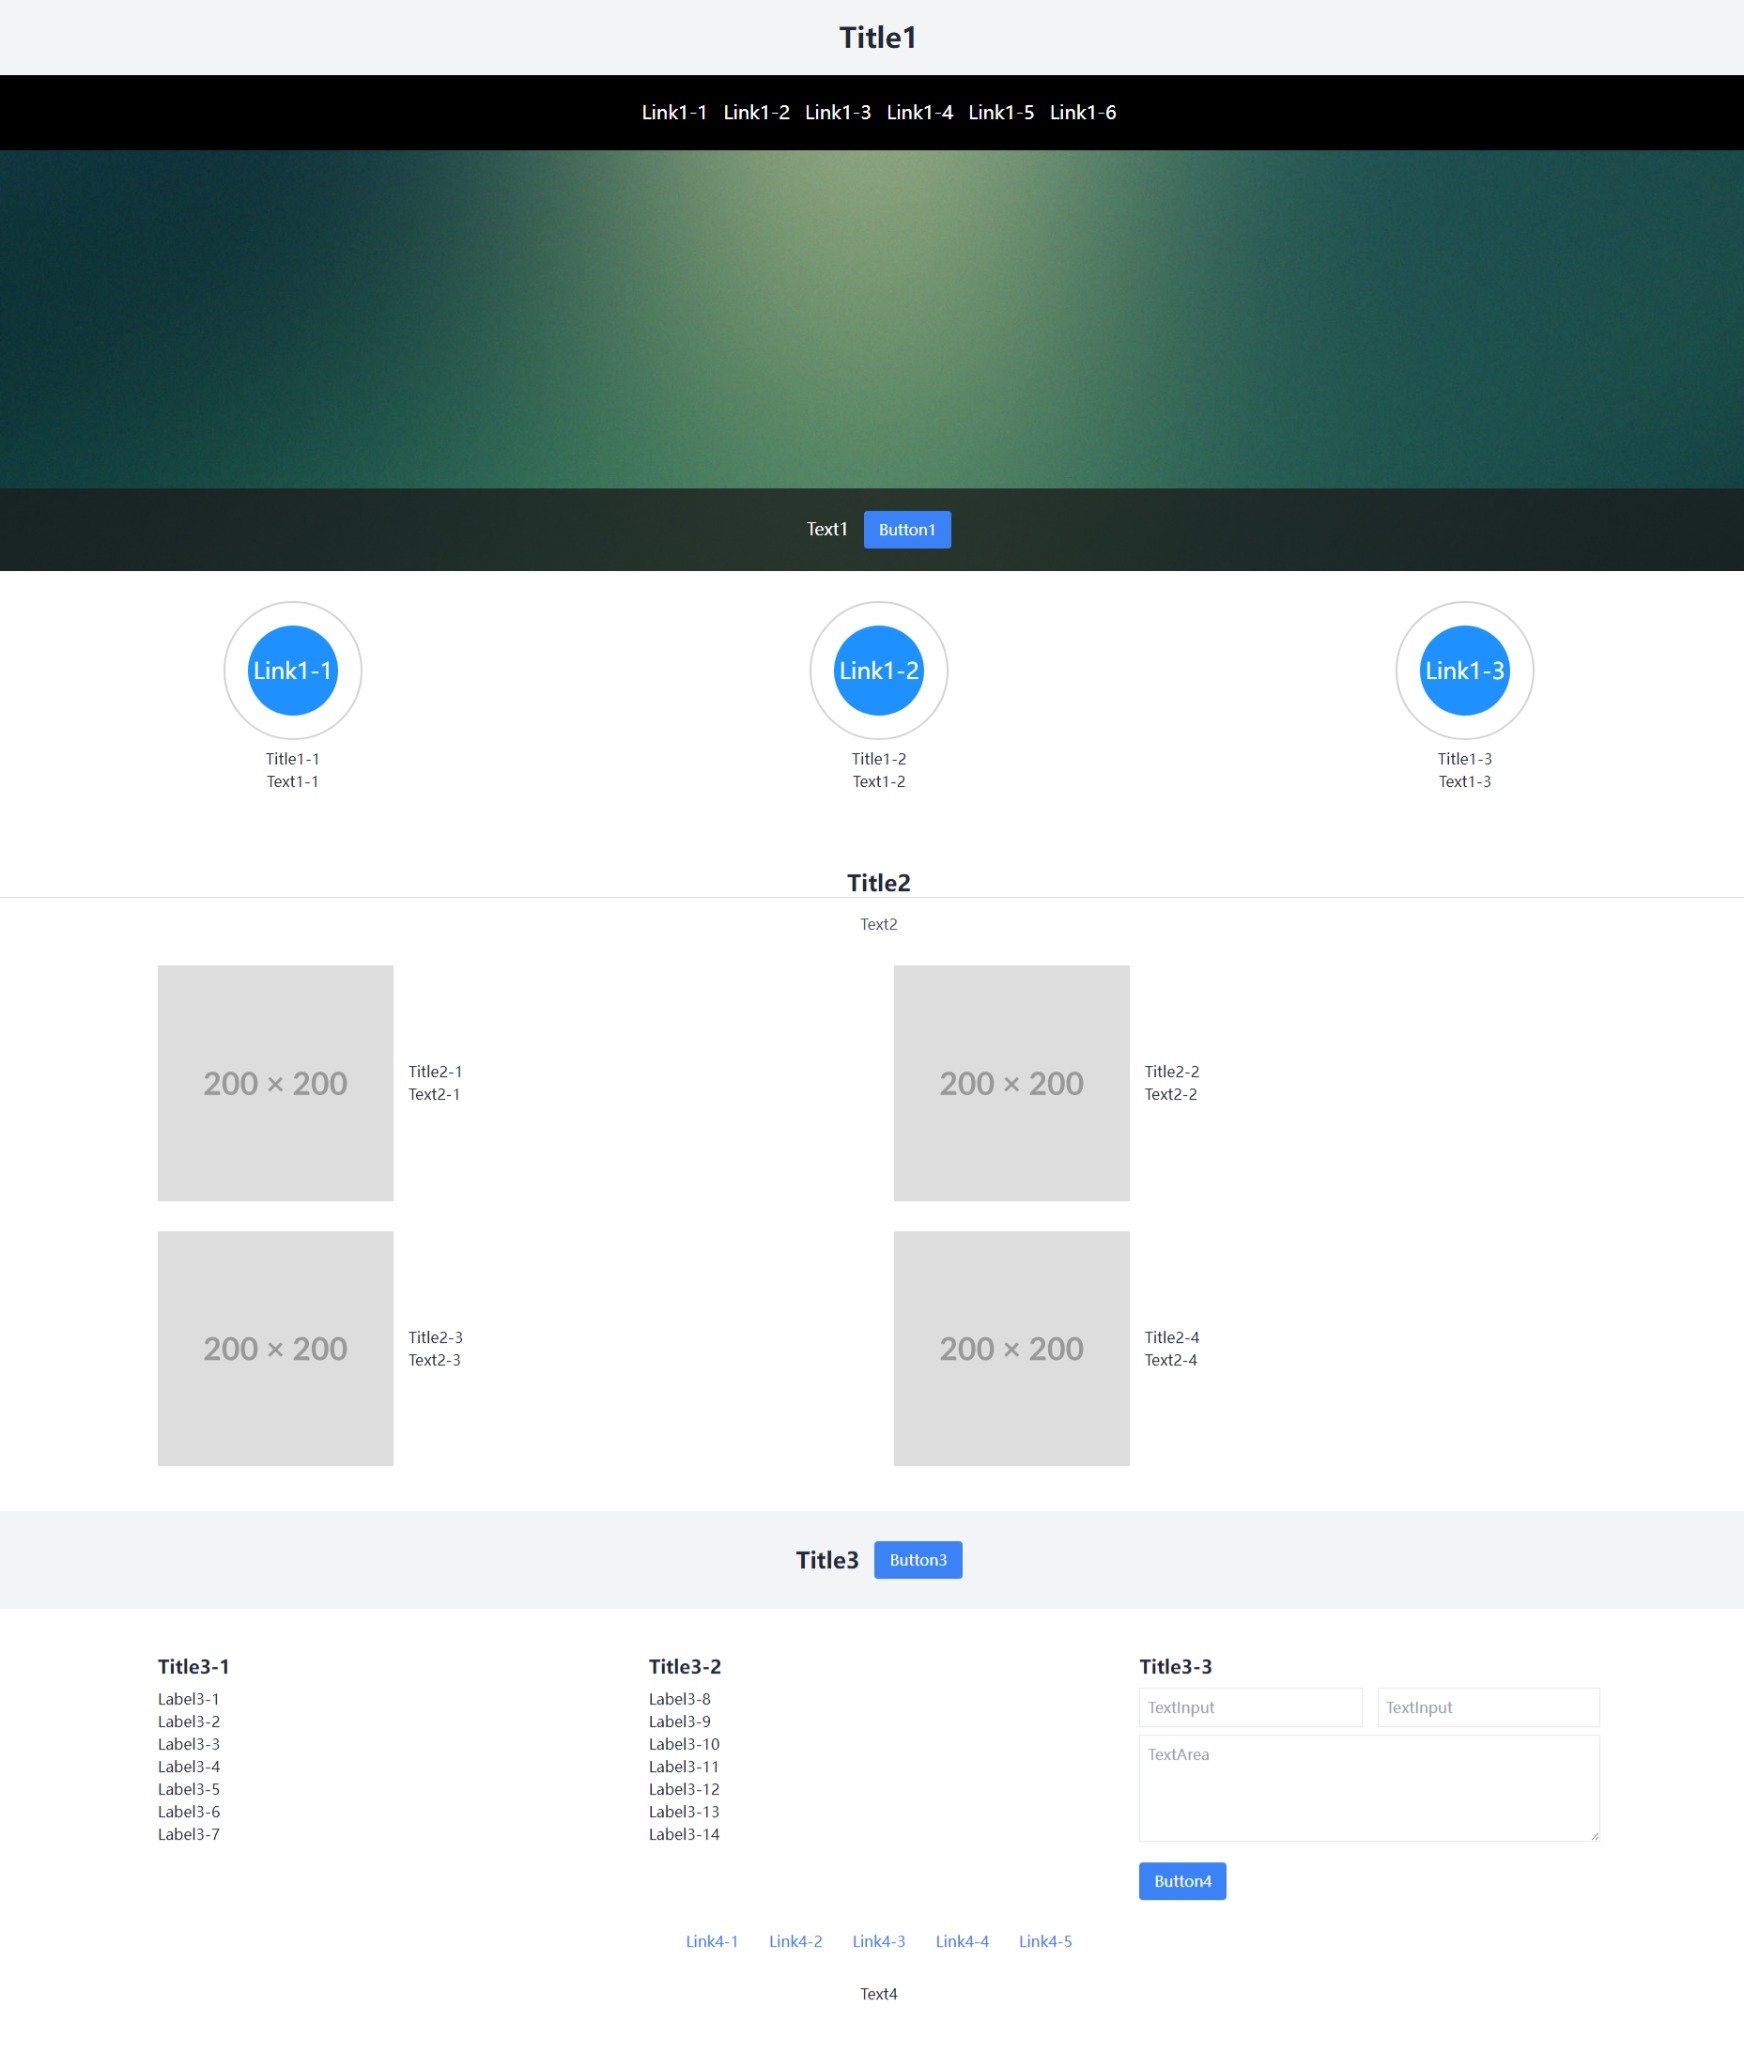 Title1
Link1-1 Link1-2 Link1-3 Link1-4 Link1-5 Link1-6
Text1 Button1
Link1-1
Title1-1
Text1-1
Link1-2
Title1-2
Text1-2
Link1-3
Title1-3
Text1-3
Title2
Text2
200 × 200
Title2-1
Text2-1
200 × 200
Title2-2
Text2-2
200 × 200
Title2-3
Text2-3
200 × 200
Title2-4
Text2-4
Title3 Button3
Title3-1
Label3-1
Label3-2
Label3-3
Label3-4
Label3-5
Label3-6
Label3-7
Title3-2
Label3-8
Label3-9
Label3-10
Label3-11
Label3-12
Label3-13
Label3-14
Title3-3
TextInput TextInput
TextArea
Button4
Link4-1 Link4-2 Link4-3 Link4-4 Link4-5
Text4